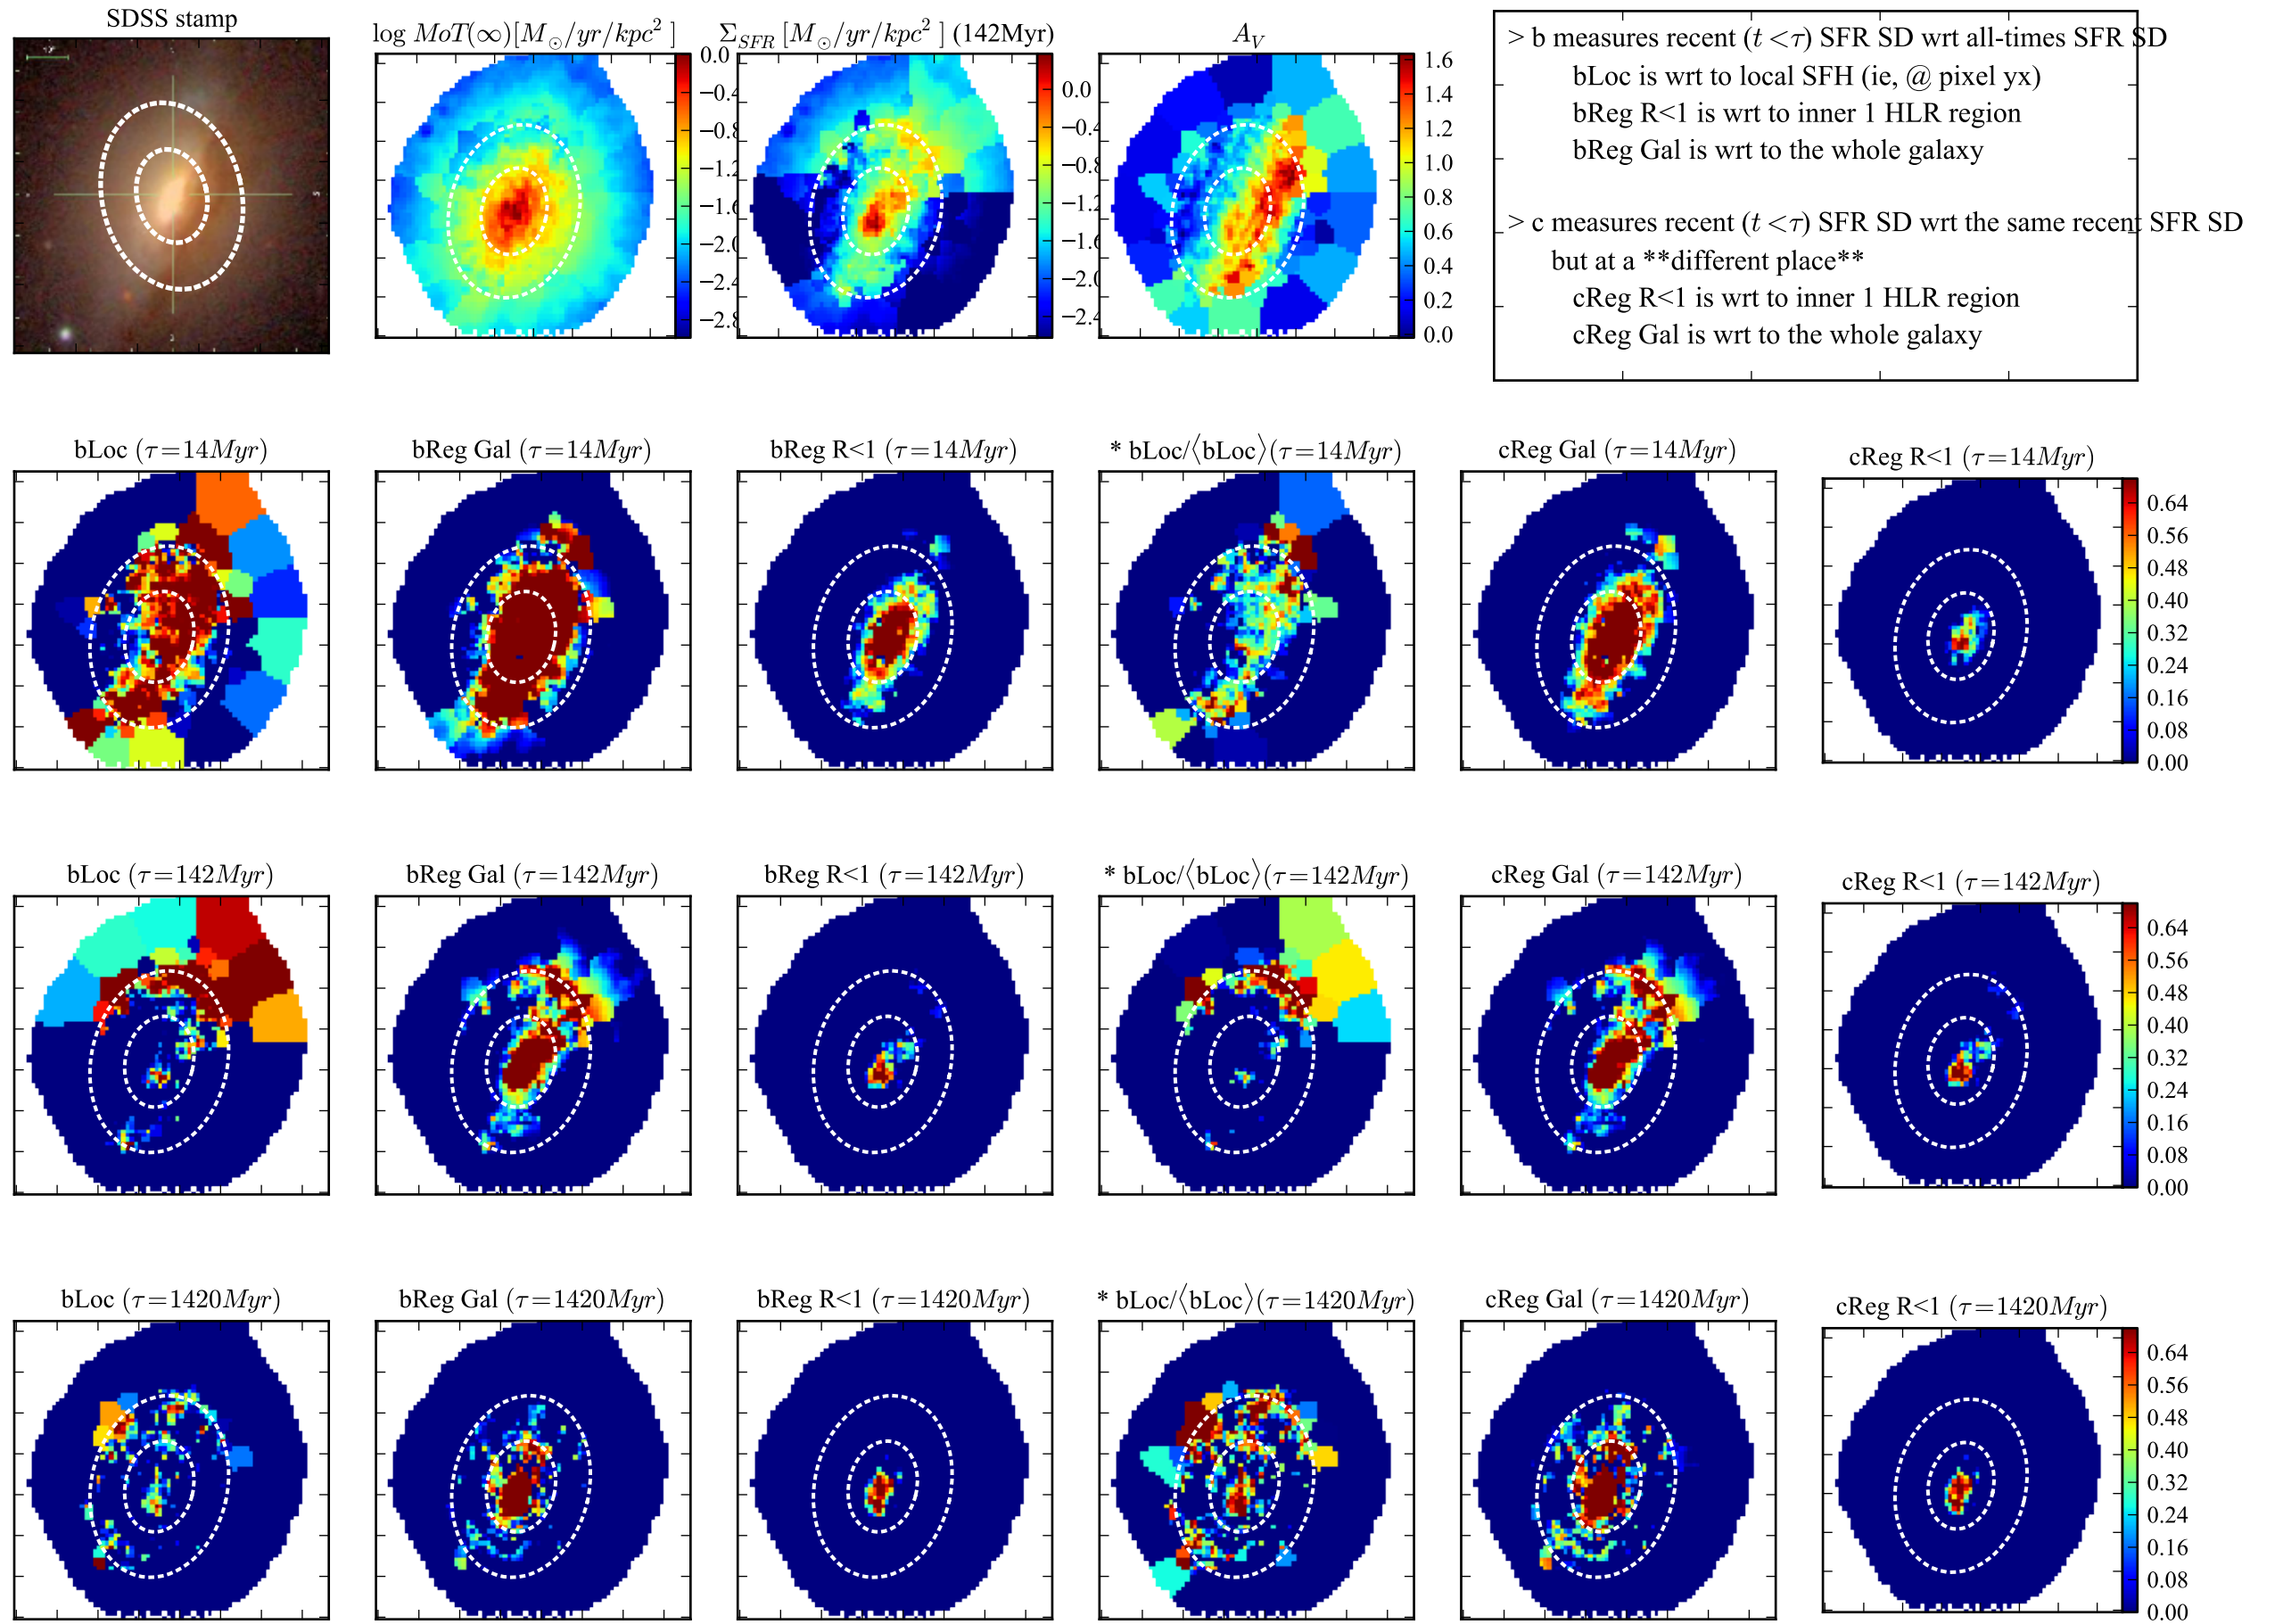 SDSS stamp
log MoT(∞)[M⊙/yr/kpc²]
Σ_SFR [M⊙/yr/kpc²] (142Myr)
A_V
0.0
−0.4
−0.8
−1.2
−1.6
−2.0
−2.4
−2.8
0.0
−0.4
−0.8
−1.2
−1.6
−2.0
−2.4
1.6
1.4
1.2
1.0
0.8
0.6
0.4
0.2
0.0
> b measures recent (t <τ) SFR SD wrt all-times SFR SD
bLoc is wrt to local SFH (ie, @ pixel yx)
bReg R<1 is wrt to inner 1 HLR region
bReg Gal is wrt to the whole galaxy
> c measures recent (t <τ) SFR SD wrt the same recent SFR SD
but at a **different place**
cReg R<1 is wrt to inner 1 HLR region
cReg Gal is wrt to the whole galaxy
bLoc (τ=14Myr)
bReg Gal (τ=14Myr)
bReg R<1 (τ=14Myr)
* bLoc/⟨bLoc⟩(τ=14Myr)
cReg Gal (τ=14Myr)
cReg R<1 (τ=14Myr)
0.64
0.56
0.48
0.40
0.32
0.24
0.16
0.08
0.00
bLoc (τ=142Myr)
bReg Gal (τ=142Myr)
bReg R<1 (τ=142Myr)
* bLoc/⟨bLoc⟩(τ=142Myr)
cReg Gal (τ=142Myr)
cReg R<1 (τ=142Myr)
0.64
0.56
0.48
0.40
0.32
0.24
0.16
0.08
0.00
bLoc (τ=1420Myr)
bReg Gal (τ=1420Myr)
bReg R<1 (τ=1420Myr)
* bLoc/⟨bLoc⟩(τ=1420Myr)
cReg Gal (τ=1420Myr)
cReg R<1 (τ=1420Myr)
0.64
0.56
0.48
0.40
0.32
0.24
0.16
0.08
0.00